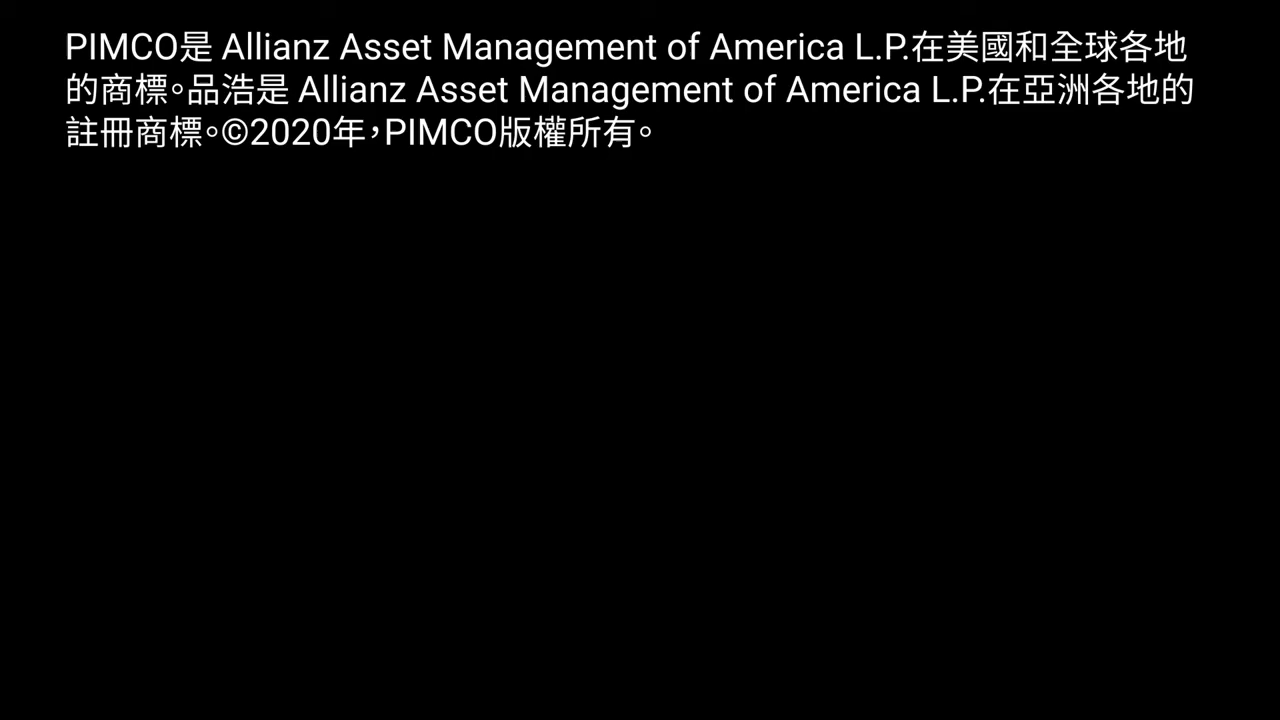 PIMCO是 Allianz Asset Management of America L.P.在美國和全球各地
的商標。品浩是 Allianz Asset Management of America L.P.在亞洲各地的
註冊商標。©2020年，PIMCO版權所有。